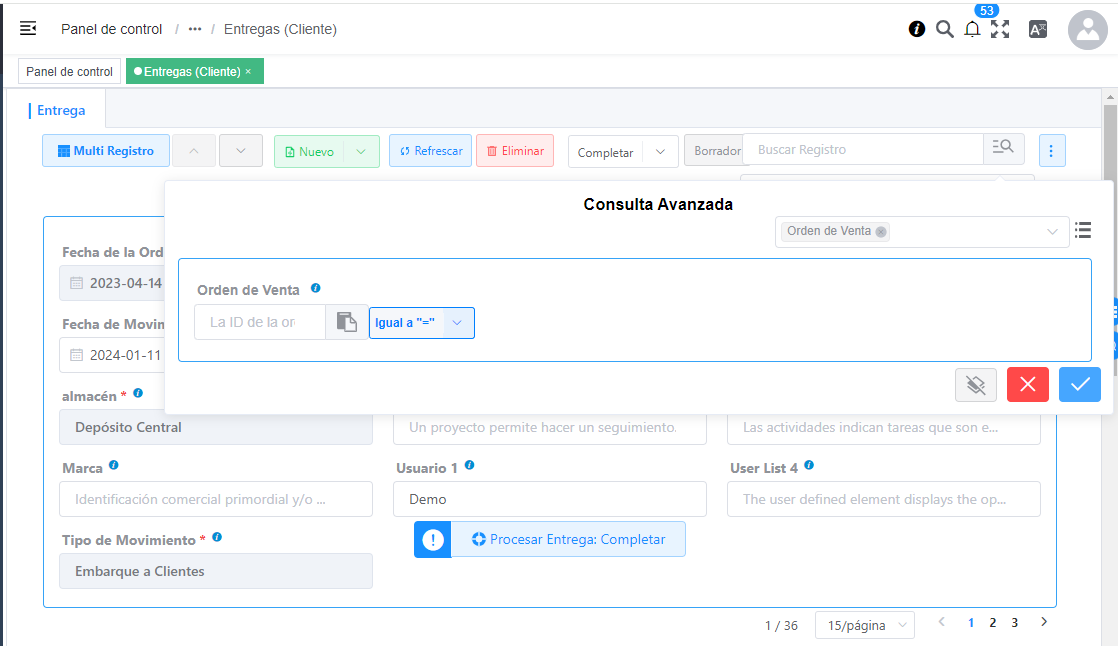 Panel de control / ••• / Entregas (Cliente)
53
Panel de control
Entregas (Cliente) ×
Entrega
Multi Registro
Nuevo
Refrescar
Eliminar
Completar
Borrador
Buscar Registro
Consulta Avanzada
Orden de Venta
Orden de Venta
La ID de la or
Igual a "="
Fecha de la Ord
2023-04-14
Fecha de Movin
2024-01-11
almacén *
Depósito Central
Un proyecto permite hacer un seguimiento.
Las actividades indican tareas que son e...
Marca
Usuario 1
User List 4
Identificación comercial primordial y/o ...
Demo
The user defined element displays the op...
Tipo de Movimiento *
Procesar Entrega: Completar
Embarque a Clientes
1 / 36
15/página
1 2 3